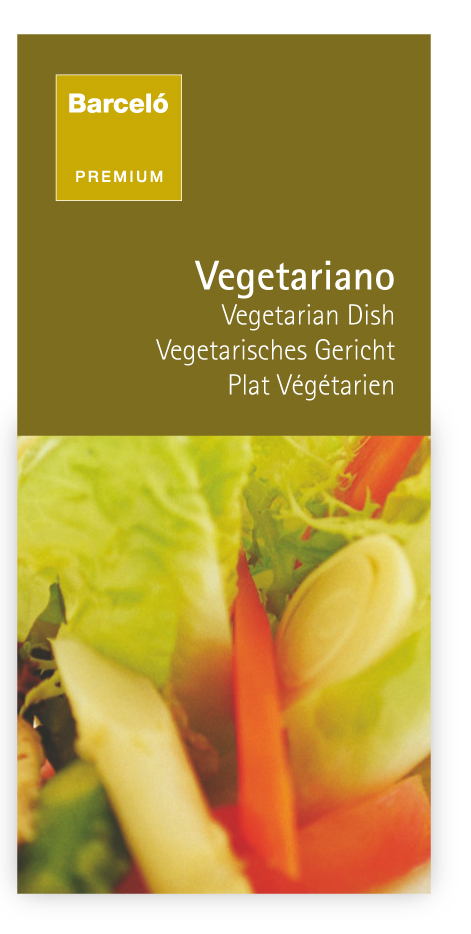 Barceló
PREMIUM
Vegetariano
Vegetarian Dish
Vegetarisches Gericht
Plat Végétarien